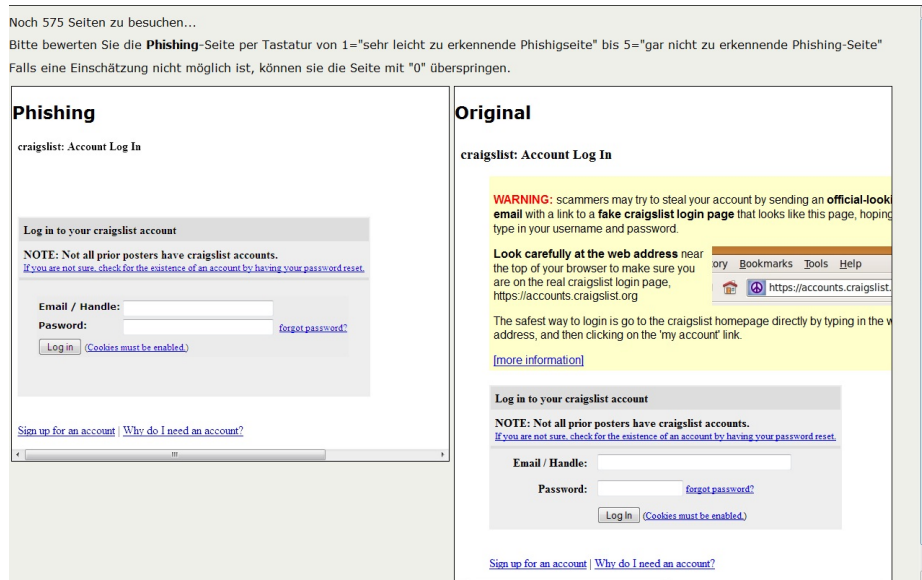 Noch 575 Seiten zu besuchen...
Bitte bewerten Sie die Phishing-Seite per Tastatur von 1="sehr leicht zu erkennende Phishigseite" bis 5="gar nicht zu erkennende Phishing-Seite"
Falls eine Einschätzung nicht möglich ist, können sie die Seite mit "0" überspringen.
Phishing
craigslist: Account Log In
Log in to your craigslist account
NOTE: Not all prior posters have craigslist accounts.
If you are not sure, check for the existence of an account by having your password reset.
Email / Handle:
Pasword:
forgot password?
Log in (Cookies must be enabled.)
Sign up for an account | Why do I need an account?
Original
craigslist: Account Log In
WARNING: scammers may try to steal your account by sending an official-looki
email with a link to a fake craigslist login page that looks like this page, hoping
type in your username and password.
Look carefully at the web address near
the top of your browser to make sure you
are on the real craigslist login page,
https://accounts.craigslist.org
ory Bookmarks Tools Help
https://accounts.craigslist.
The safest way to login is go to the craigslist homepage directly by typing in the w
address, and then clicking on the 'my account' link.
[more information]
Log in to your craigslist account
NOTE: Not all prior posters have craigslist accounts.
If you are not sure, check for the existence of an account by having your password reset.
Email / Handle:
Password:
forgot password?
Log In (Cookies must be enabled.)
Sign up for an account | Why do I need an account?